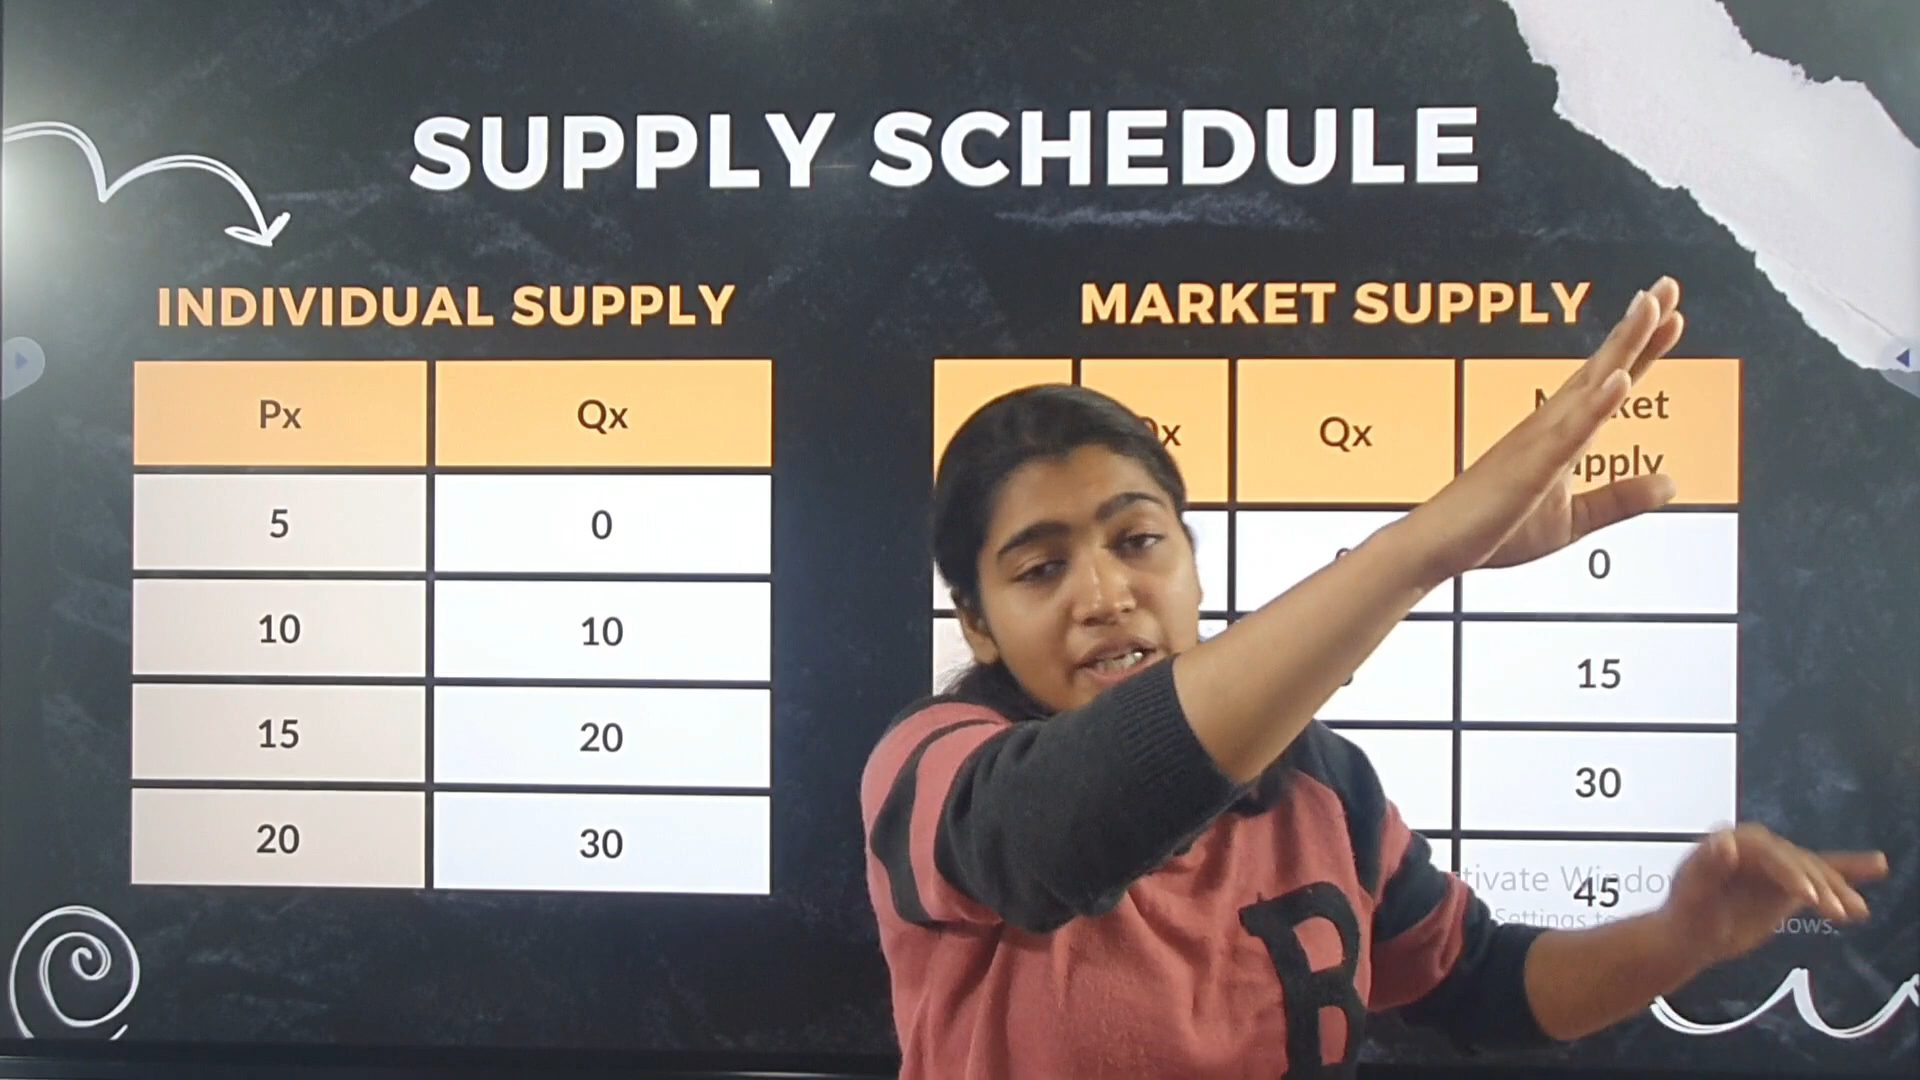 SUPPLY SCHEDULE
INDIVIDUAL SUPPLY
Px Qx
5 0
10 10
15 20
20 30
MARKET SUPPLY
Qx
0
15
30
45
B